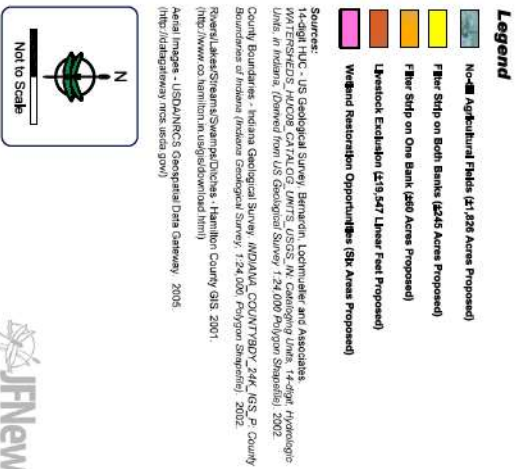 Legend
No-till Agricultural Fields (±1,826 Acres Proposed)
Filter Strip on Both Banks (±245 Acres Proposed)
Filter Strip on One Bank (±60 Acres Proposed)
Livestock Exclusion (±19,547 Linear Feet Proposed)
Wetland Restoration Opportunities (Six Areas Proposed)
Sources:
14-digit HUC - US Geological Survey, Bernardin, Lochmueller and Associates.
WATERSHEDS_HUC08_CATALOG_UNITS_USGS_IN: Cataloging Units, 14-digit, Hydrologic
Units, in Indiana, (Derived from US Geological Survey 1:24,000 Polygon Shapefile). 2002.
County Boundaries - Indiana Geological Survey. INDIANA_COUNTYBDY_24K_IGS_P: County
Boundaries of Indiana (Indiana Geological Survey, 1:24,000, Polygon Shapefile). 2002.
Rivers/Lakes/Streams/Swamps/Ditches - Hamilton County GIS. 2001.
(http://www.co.hamilton.in.us/gis/download.html)
Aerial Images - USDA/NRCS Geospatial Data Gateway. 2005.
(http://datagateway.nrcs.usda.gov/)
N
Not to Scale
JFNew